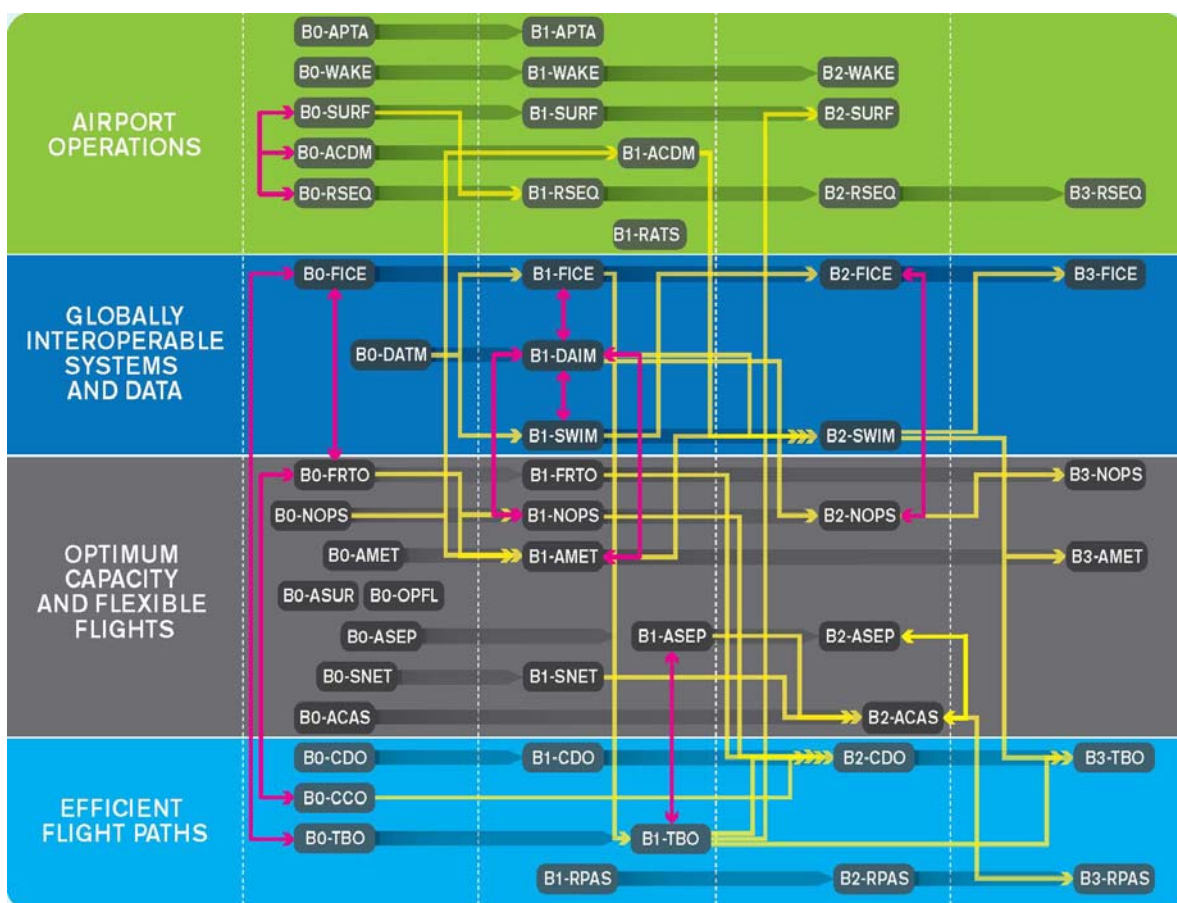 AIRPORT
OPERATIONS
B0-APTA B1-APTA
B0-WAKE B1-WAKE B2-WAKE
B0-SURF B1-SURF B2-SURF
B0-ACDM B1-ACDM
B0-RSEQ B1-RSEQ B2-RSEQ B3-RSEQ
B1-RATS
GLOBALLY
INTEROPERABLE
SYSTEMS
AND DATA
B0-FICE B1-FICE B2-FICE B3-FICE
B0-DATM B1-DAIM
B1-SWIM B2-SWIM
OPTIMUM
CAPACITY
AND FLEXIBLE
FLIGHTS
B0-FRTO B1-FRTO B3-NOPS
B0-NOPS B1-NOPS B2-NOPS
B0-AMET B1-AMET B3-AMET
B0-ASUR B0-OPFL
B0-ASEP B1-ASEP B2-ASEP
B0-SNET B1-SNET
B0-ACAS B2-ACAS
EFFICIENT
FLIGHT PATHS
B0-CDO B1-CDO B2-CDO B3-TBO
B0-CCO
B0-TBO B1-TBO
B1-RPAS B2-RPAS B3-RPAS